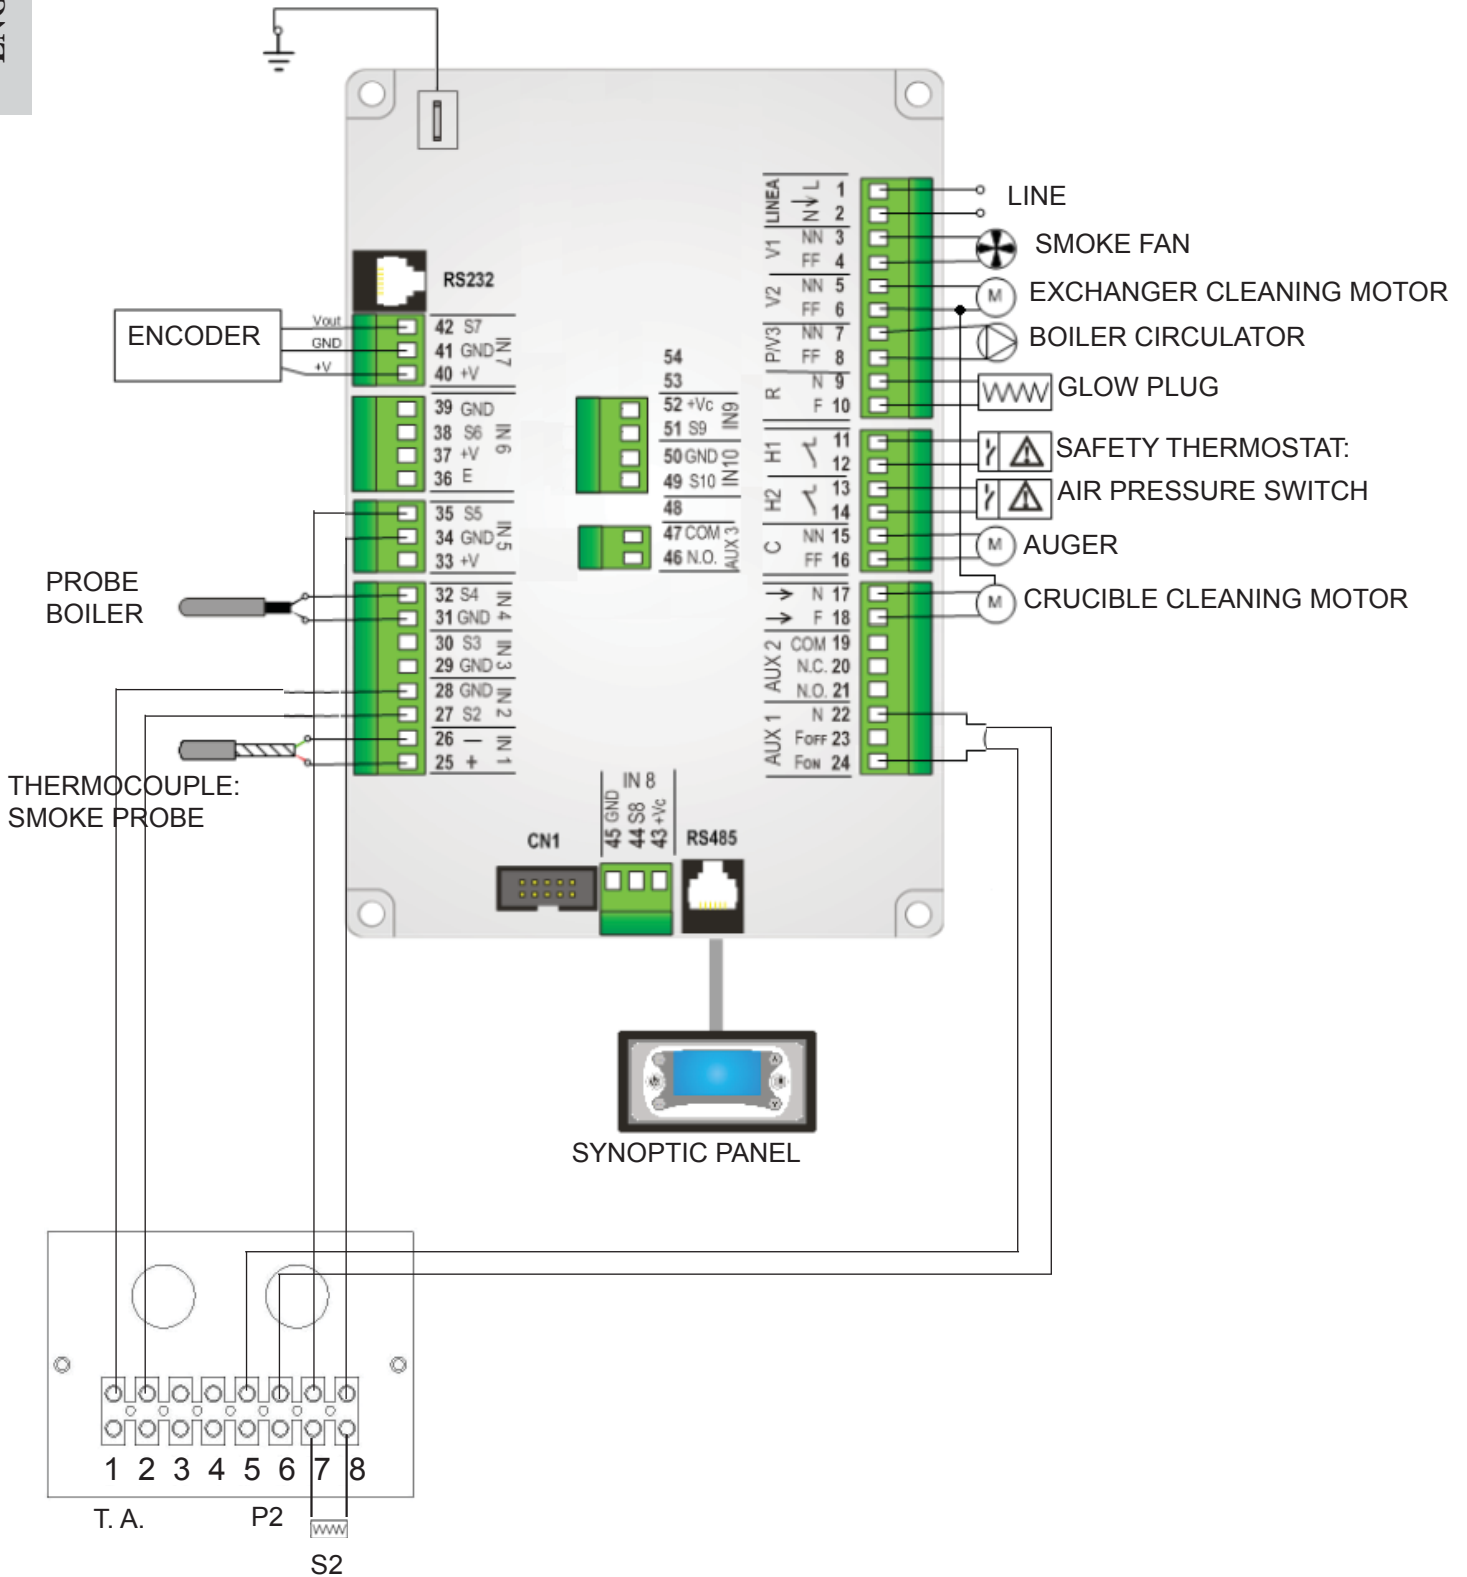 ENG
RS232
ENCODER
Vout
GND
+V
42 S7
41 GND
40 +V
IN 7
39 GND
38 S6
37 +V
36 E
IN 6
35 S5
34 GND
33 +V
IN 5
PROBE
BOILER
32 S4
31 GND
IN 4
30 S3
29 GND
IN 3
28 GND
27 S2
IN 2
26 —
25 +
IN 1
THERMOCOUPLE:
SMOKE PROBE
54
53
52 +Vc
51 S9
IN9
50 GND
49 S10
IN10
48
47 COM
46 N.O.
AUX 3
LINEA
L 1
N 2
LINE
V1
NN 3
FF 4
SMOKE FAN
V2
NN 5
FF 6
M
EXCHANGER CLEANING MOTOR
P/V3
NN 7
FF 8
BOILER CIRCULATOR
R
N 9
F 10
GLOW PLUG
H1
11
12
SAFETY THERMOSTAT:
H2
13
14
AIR PRESSURE SWITCH
C
NN 15
FF 16
M
AUGER
N 17
F 18
M
CRUCIBLE CLEANING MOTOR
AUX 2
COM 19
N.C. 20
N.O. 21
AUX 1
N 22
FOFF 23
FON 24
IN 8
45 GND
44 S8
43 +Vc
CN1
RS485
SYNOPTIC PANEL
1 2 3 4 5 6 7 8
T. A.
P2
S2